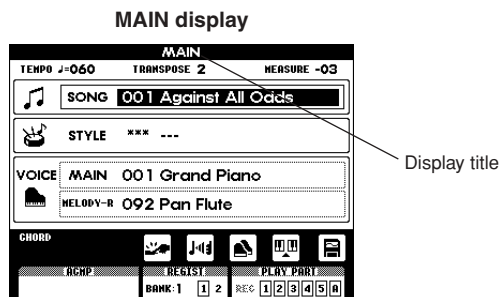 MAIN display
MAIN
TEMPO ♩=060 TRANSPOSE 2 MEASURE -03
SONG 001 Against All Odds
STYLE *** ---
Display title
VOICE MAIN 001 Grand Piano
MELODY-R 092 Pan Flute
CHORD
ACMP REGIST PLAY PART
BANK:1 1 2 REC 1 2 3 4 5 A